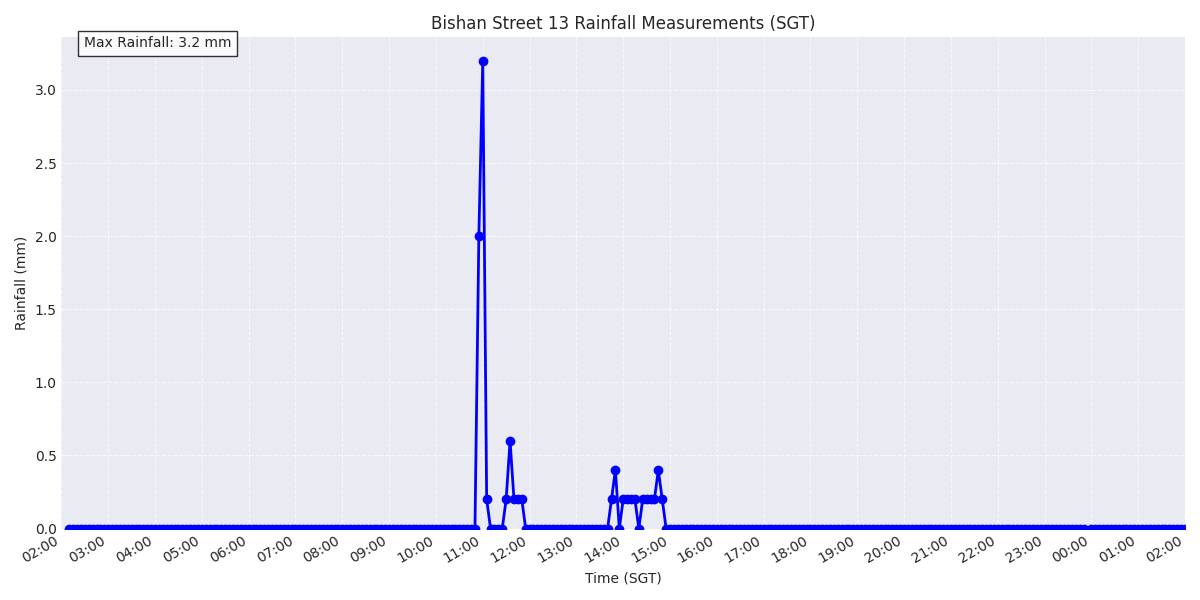 Bishan Street 13 Rainfall Measurements (SGT)
Max Rainfall: 3.2 mm
3.0
2.5
2.0
1.5
1.0
0.5
0.0
Rainfall (mm)
02:00 03:00 04:00 05:00 06:00 07:00 08:00 09:00 10:00 11:00 12:00 13:00 14:00 15:00 16:00 17:00 18:00 19:00 20:00 21:00 22:00 23:00 00:00 01:00 02:00
Time (SGT)